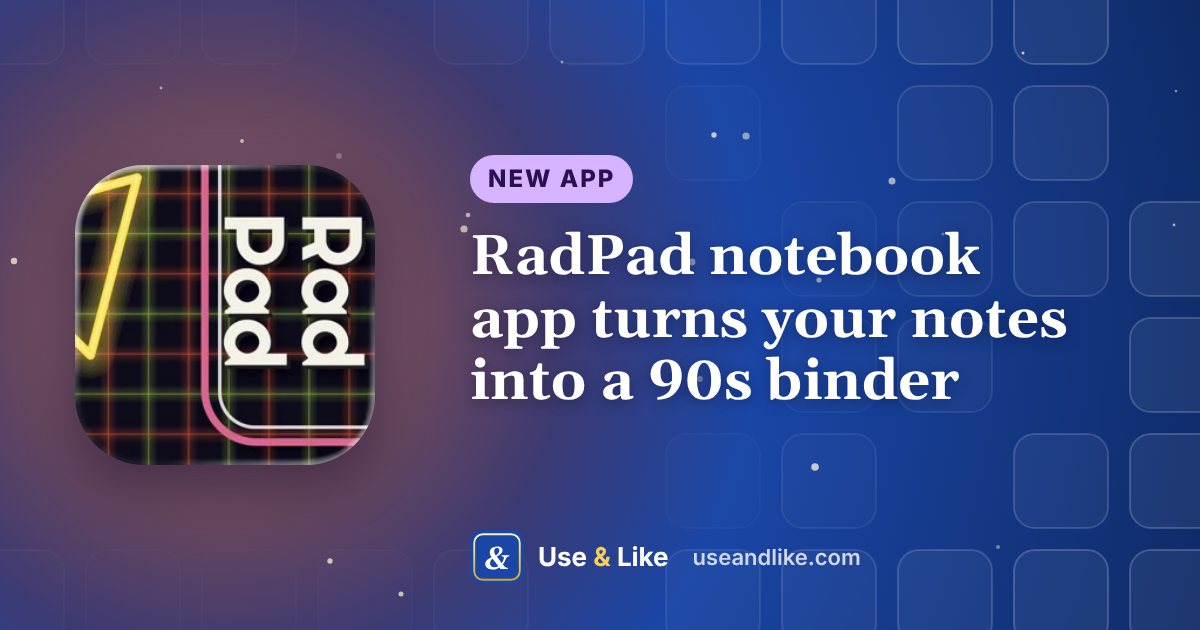 Rad
Pad
NEW APP
RadPad notebook
app turns your notes
into a 90s binder
& Use & Like useandlike.com